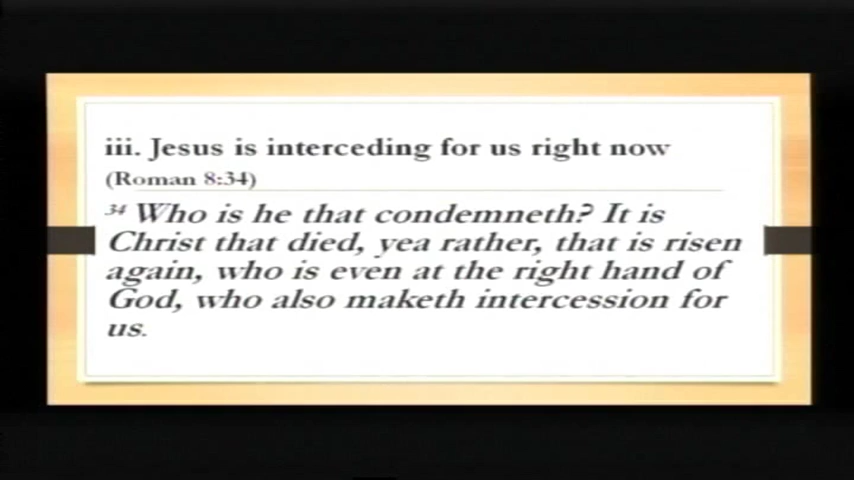 iii. Jesus is interceding for us right now
(Roman 8:34)
34 Who is he that condemneth? It is
Christ that died, yea rather, that is risen
again, who is even at the right hand of
God, who also maketh intercession for
us.